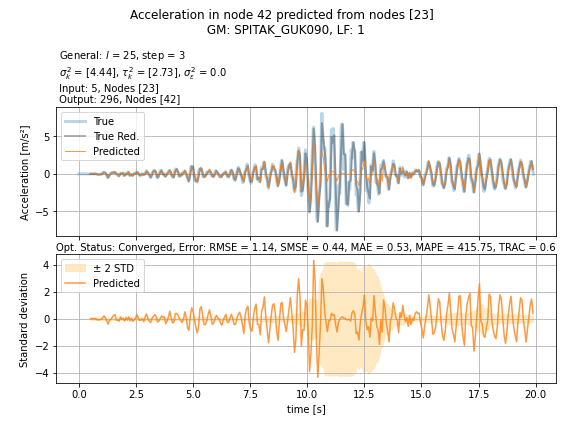 Acceleration in node 42 predicted from nodes [23]
GM: SPITAK_GUK090, LF: 1
General: l = 25, step = 3
σ_k² = [4.44], τ_k² = [2.73], σ_ε² = 0.0
Input: 5, Nodes [23]
Output: 296, Nodes [42]
True
True Red.
Predicted
Acceleration [m/s²]
5
0
−5
Opt. Status: Converged, Error: RMSE = 1.14, SMSE = 0.44, MAE = 0.53, MAPE = 415.75, TRAC = 0.6
± 2 STD
Predicted
Standard deviation
4
2
0
−2
−4
0.0 2.5 5.0 7.5 10.0 12.5 15.0 17.5 20.0
time [s]